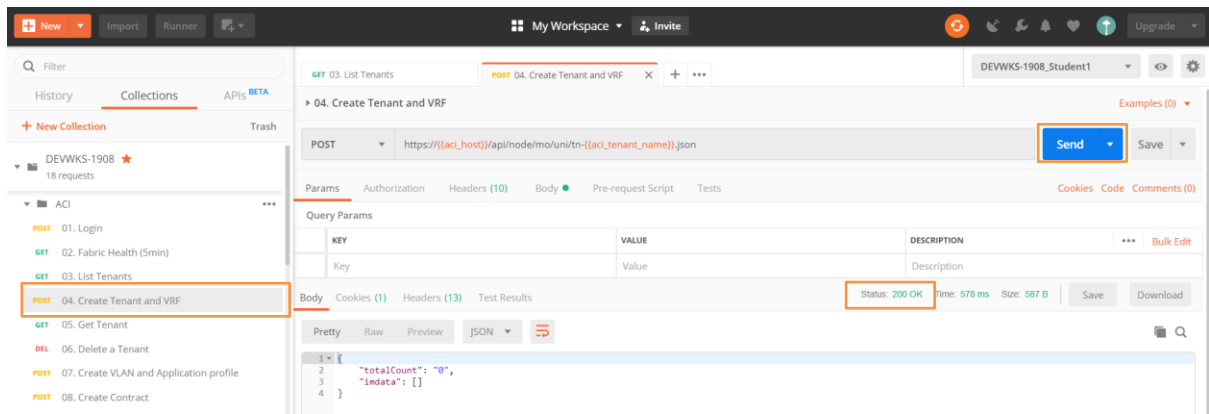 New Import Runner My Workspace Invite Upgrade
Filter
History Collections APIs BETA
+ New Collection Trash
DEVWKS-1908
18 requests
ACI
POST 01. Login
GET 02. Fabric Health (5min)
GET 03. List Tenants
POST 04. Create Tenant and VRF
GET 05. Get Tenant
DEL 06. Delete a Tenant
POST 07. Create VLAN and Application profile
POST 08. Create Contract
GET 03. List Tenants POST 04. Create Tenant and VRF DEVWKS-1908_Student1
04. Create Tenant and VRF Examples (0)
POST https://{{aci_host}}/api/node/mo/uni/tn-{{aci_tenant_name}}.json Send Save
Params Authorization Headers (10) Body Pre-request Script Tests Cookies Code Comments (0)
Query Params
KEY VALUE DESCRIPTION Bulk Edit
Key Value Description
Body Cookies (1) Headers (13) Test Results Status: 200 OK Time: 578 ms Size: 587 B Save Download
Pretty Raw Preview JSON
1 {
2 "totalCount": "0",
3 "imdata": []
4 }